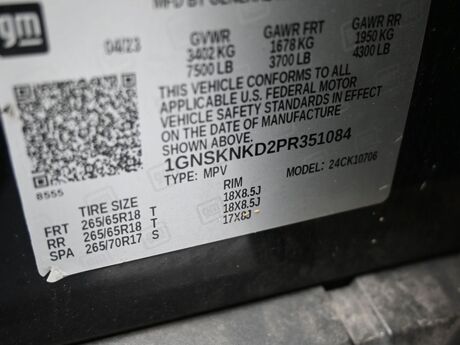 MFD BY GENERAL
gm
04/23 GVWR GAWR FRT GAWR RR
3402 KG 1678 KG 1950 KG
7500 LB 3700 LB 4300 LB
THIS VEHICLE CONFORMS TO ALL
APPLICABLE U.S. FEDERAL MOTOR
VEHICLE SAFETY STANDARDS IN EFFECT
ON THE DATE OF MANUFACTURE
SHOWN ABOVE.
1GNSKNKD2PR351084
8555 TYPE: MPV MODEL: 24CK10706
TIRE SIZE RIM
FRT 265/65R18 T 18X8.5J
RR 265/65R18 T 18X8.5J
SPA 265/70R17 S 17X8J